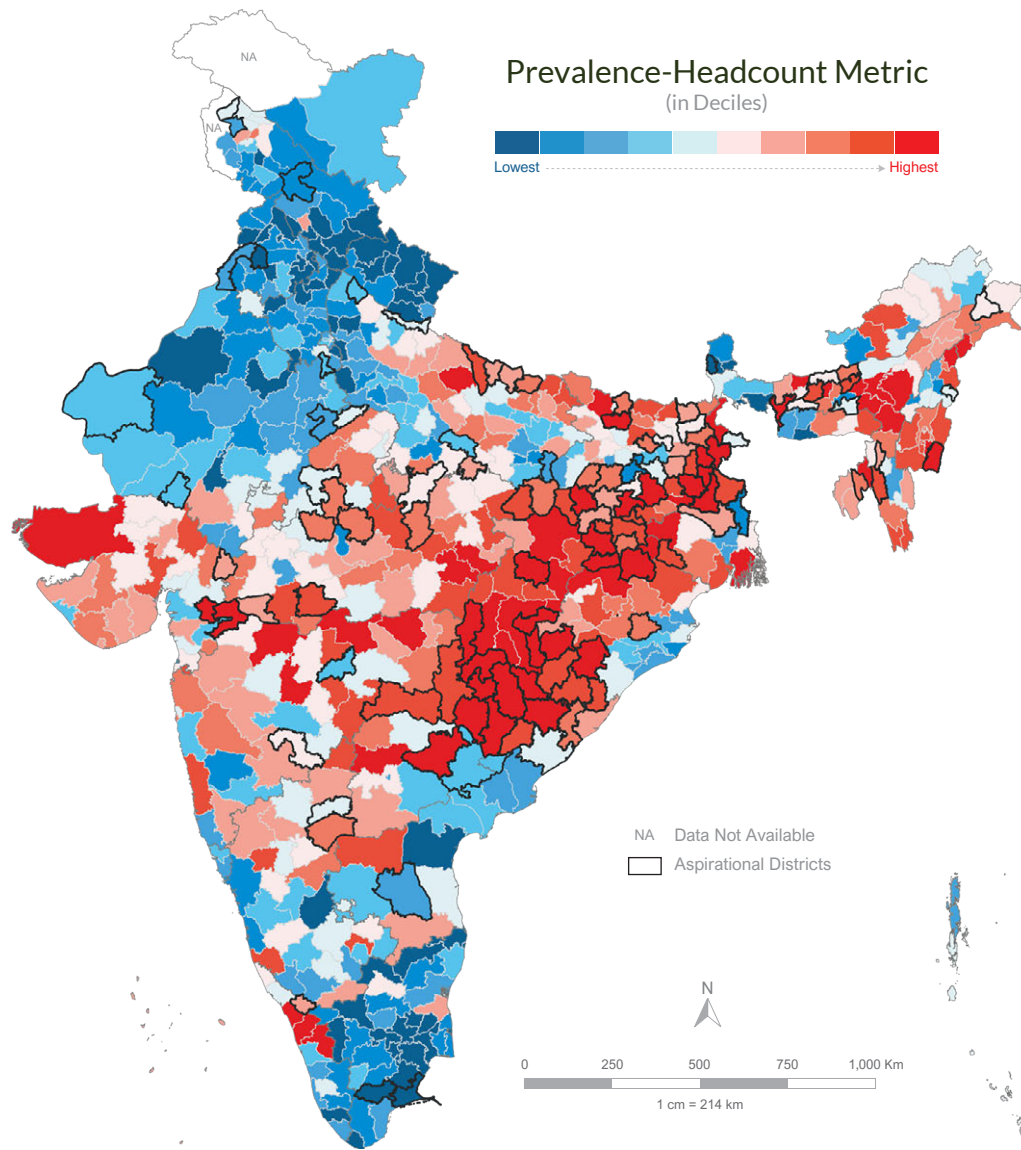 NA
NA
Prevalence-Headcount Metric
(in Deciles)
Lowest
Highest
NA Data Not Available
Aspirational Districts
N
0 250 500 750 1,000 Km
1 cm = 214 km